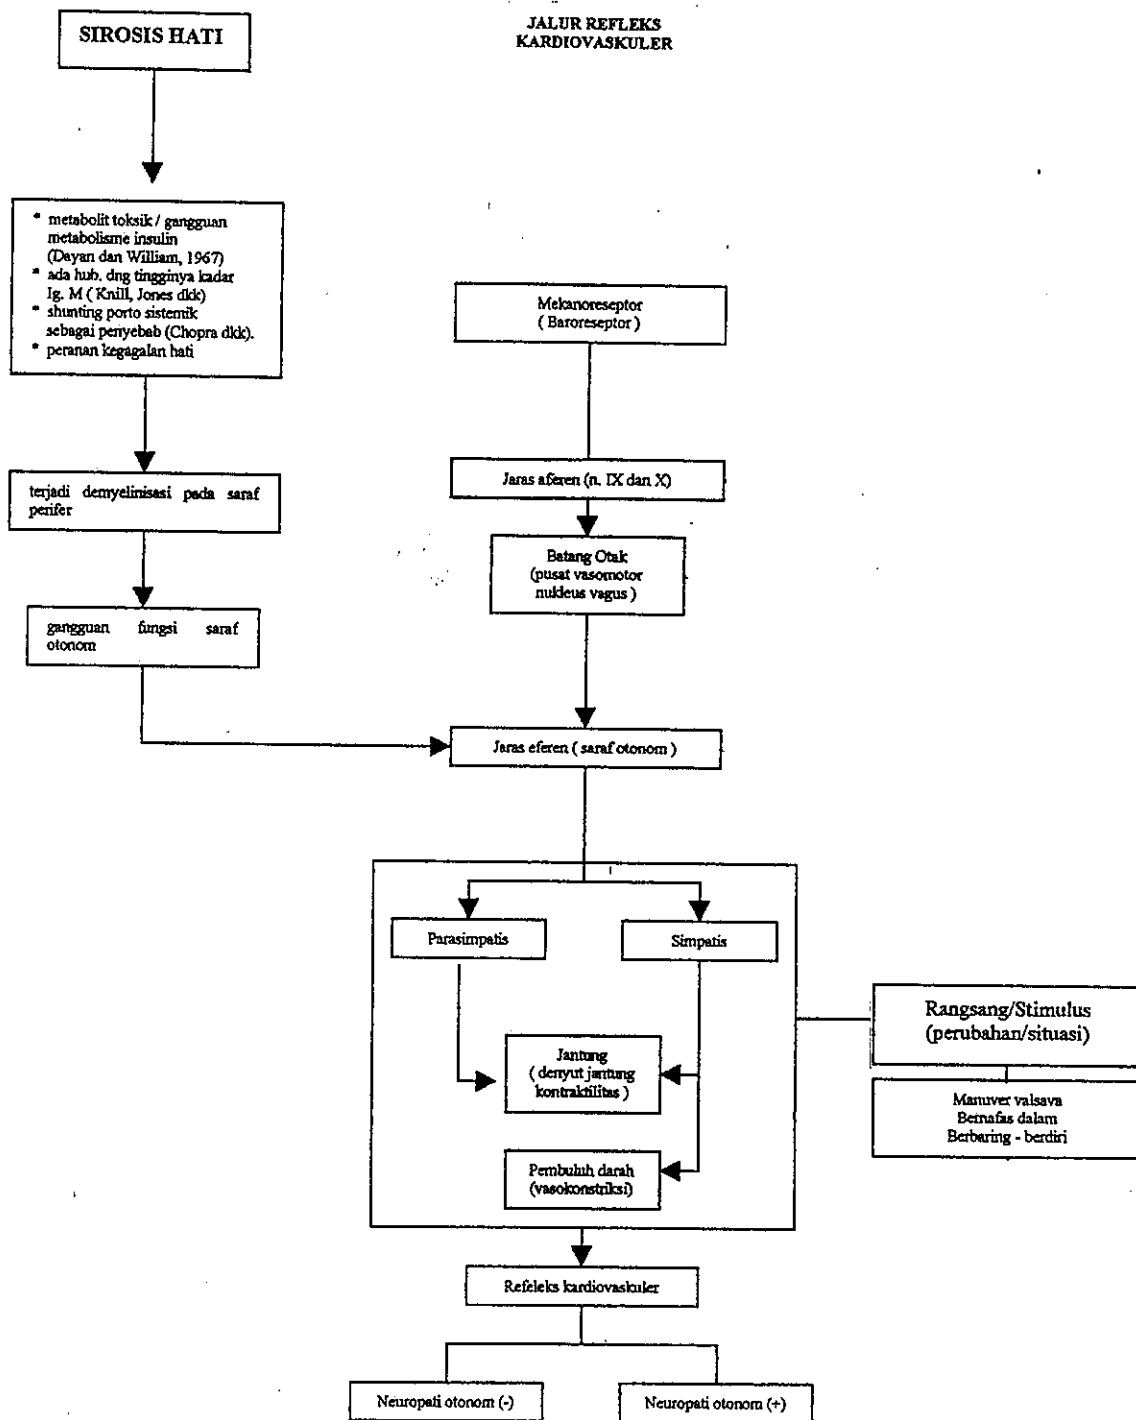 SIROSIS HATI
JALUR REFLEKS
KARDIOVASKULER
* metabolit toksik / gangguan
metabolisme insulin
(Dayan dan William, 1967)
* ada hub. dng tingginya kadar
Ig. M ( Knill, Jones dkk)
* shunting porto sistemik
sebagai penyebab (Chopra dkk).
* peranan kegagalan hati
terjadi demyelinisasi pada saraf
perifer
gangguan fungsi saraf
otonom
Mekanoreseptor
( Baroreseptor )
Jaras aferen (n. IX dan X)
Batang Otak
(pusat vasomotor
nukleus vagus )
Jaras eferen ( saraf otonom )
Parasimpatis
Simpatis
Jantung
( denyut jantung
kontraktilitas )
Pembuluh darah
(vasokonstriksi)
Rangsang/Stimulus
(perubahan/situasi)
Manuver valsava
Bernafas dalam
Berbaring - berdiri
Refeleks kardiovaskuler
Neuropati otonom (-)
Neuropati otonom (+)